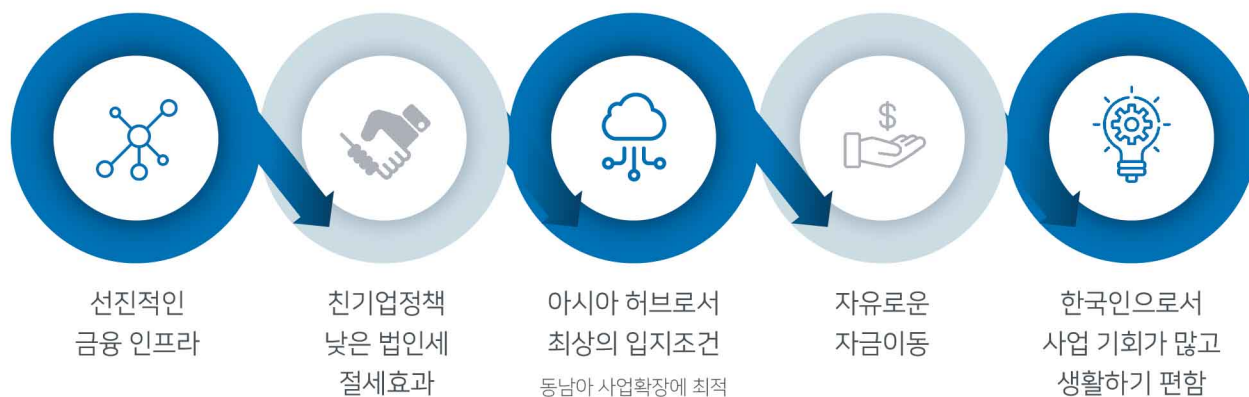 선진적인
금융 인프라
친기업정책
낮은 법인세
절세효과
아시아 허브로서
최상의 입지조건
동남아 사업확장에 최적
$
자유로운
자금이동
한국인으로서
사업 기회가 많고
생활하기 편함